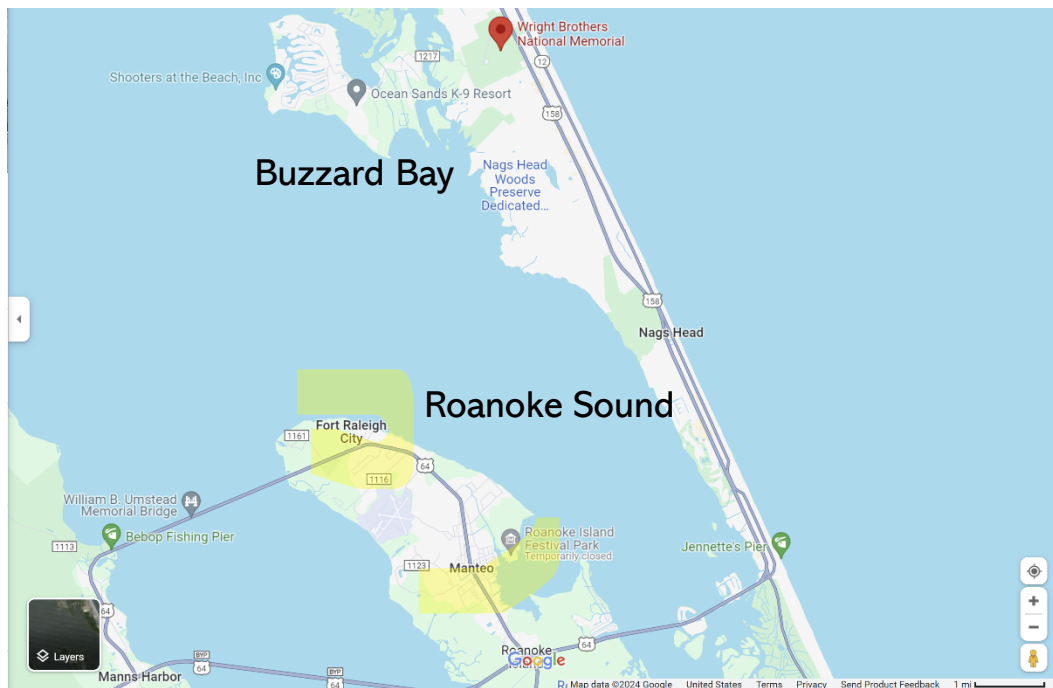 Wright Brothers
National Memorial
12
1217
Shooters at the Beach, Inc
Ocean Sands K-9 Resort
158
Buzzard Bay
Nags Head
Woods
Preserve
Dedicated...
158
Nags Head
Roanoke Sound
Fort Raleigh
City
1161
64
1116
William B. Umstead
Memorial Bridge
Bebop Fishing Pier
1113
Roanoke Island
Festival Park
Temporarily closed
Jennette's Pier
1123
Manteo
64
64
Roanoke
Google
Layers
BYP
64
BYP
64
Manns Harbor
Map data ©2024 Google
United States
Terms
Privacy
Send Product Feedback
1 mi